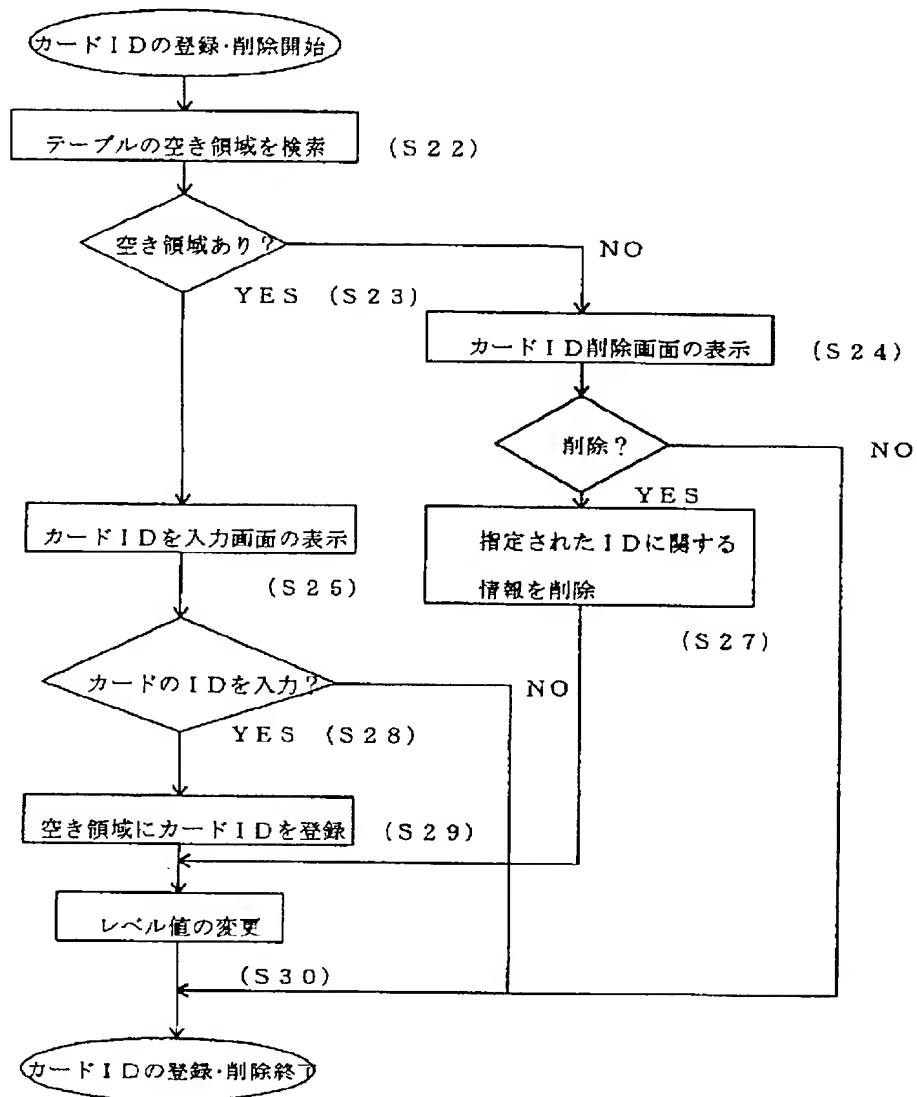 カードＩＤの登録・削除開始
テーブルの空き領域を検索
(S22)
空き領域あり?
NO
YES (S23)
カードＩＤ削除画面の表示
(S24)
削除?
NO
YES
カードＩＤを入力画面の表示
(S25)
指定されたＩＤに関する
情報を削除
(S27)
カードのＩＤを入力?
NO
YES (S28)
空き領域にカードＩＤを登録
(S29)
レベル値の変更
(S30)
カードＩＤの登録・削除終了